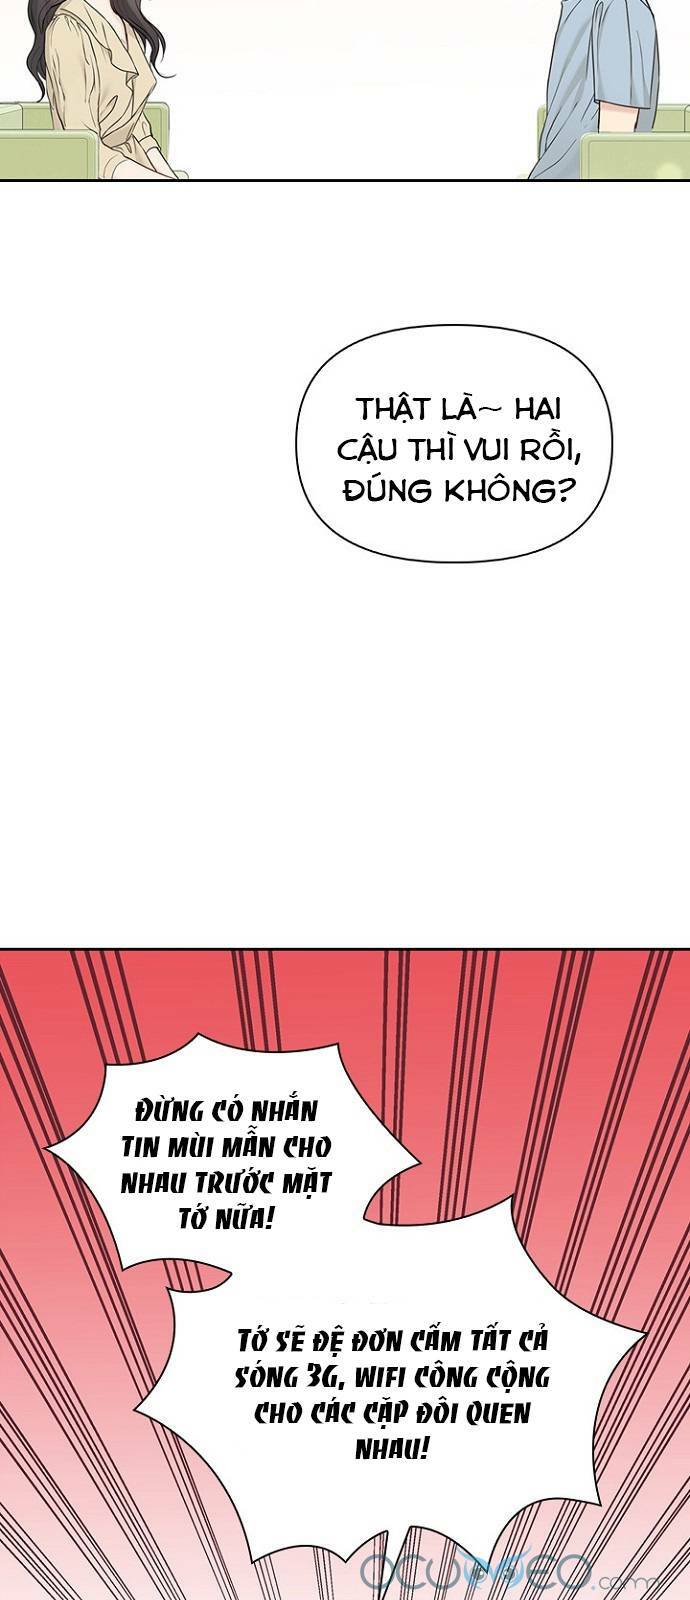 THẬT LÀ~ HAI
CẬU THÌ VUI RỒI,
ĐÚNG KHÔNG?
ĐỪNG CÓ NHẮN
TIN MÙI MẪN CHO
NHAU TRƯỚC MẶT
TỚ NỮA!
TỚ SẼ ĐỆ ĐƠN CẤM TẤT CẢ
SÓNG 3G, WIFI CÔNG CỘNG
CHO CÁC CẶP ĐÔI QUEN
NHAU!
OCUMEO.com